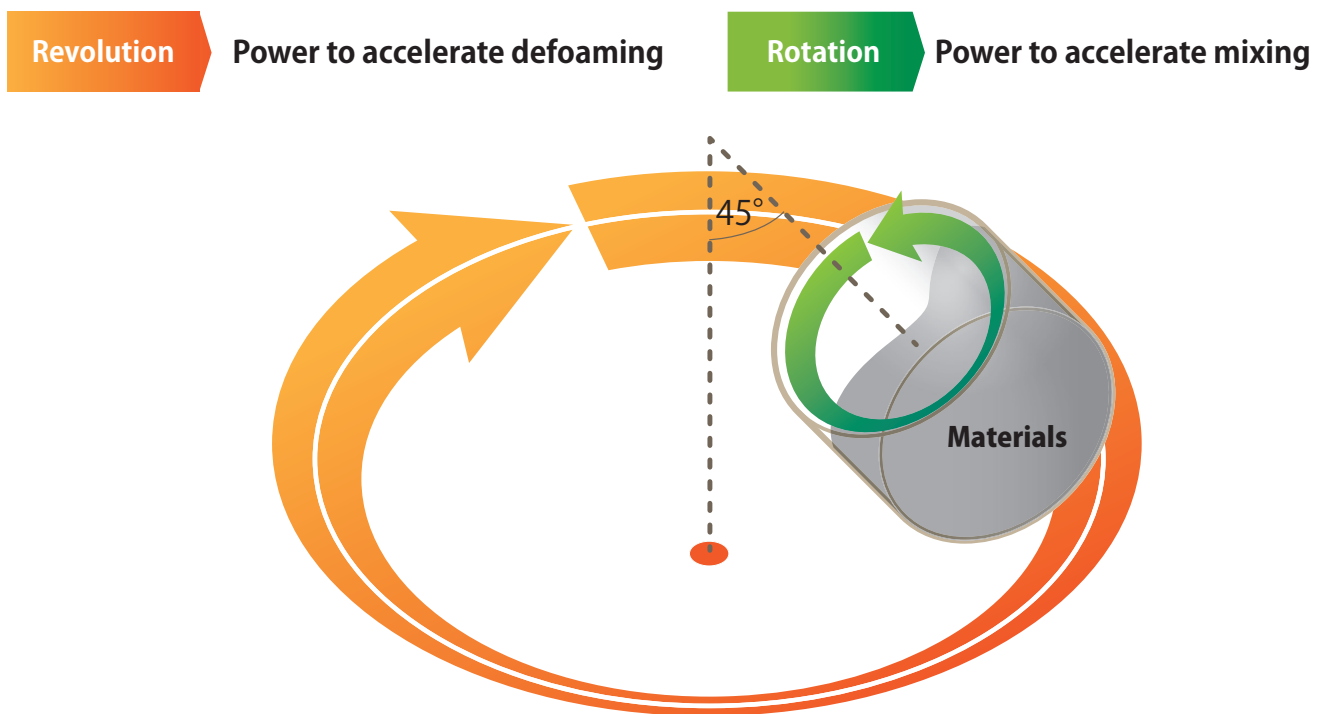 Revolution Power to accelerate defoaming Rotation Power to accelerate mixing
45°
Materials